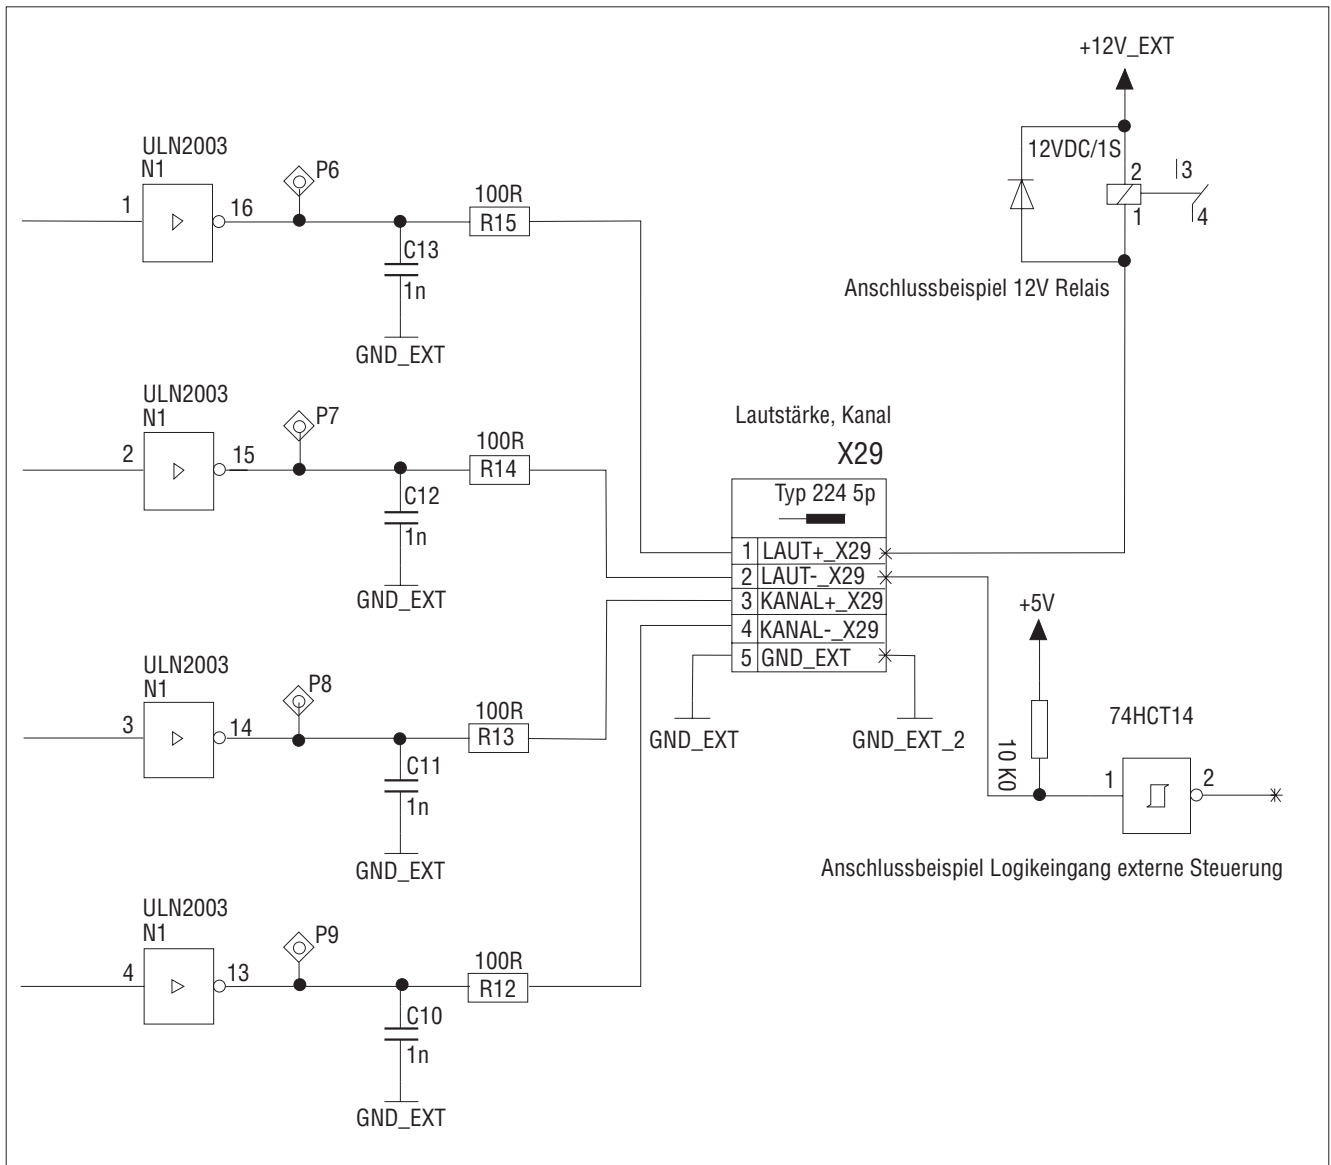 +12V_EXT
ULN2003
N1
1
16
P6
100R
R15
C13
1n
GND_EXT
12VDC/1S
2
1
3
4
Anschlussbeispiel 12V Relais
ULN2003
N1
2
15
P7
100R
R14
C12
1n
GND_EXT
Lautstärke, Kanal
X29
Typ 224 5p
1 LAUT+_X29
2 LAUT-_X29
3 KANAL+_X29
4 KANAL-_X29
5 GND_EXT
GND_EXT
GND_EXT_2
ULN2003
N1
3
14
P8
100R
R13
C11
1n
GND_EXT
+5V
10 K0
74HCT14
1
2
Anschlussbeispiel Logikeingang externe Steuerung
ULN2003
N1
4
13
P9
100R
R12
C10
1n
GND_EXT